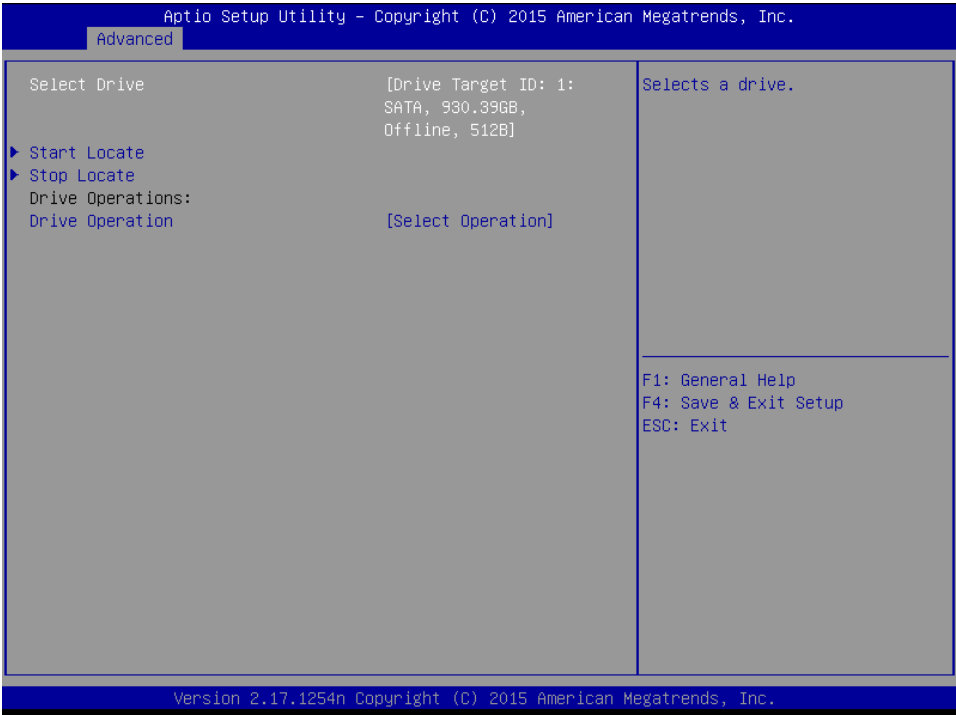 Aptio Setup Utility – Copyright (C) 2015 American Megatrends, Inc.
Advanced
Select Drive [Drive Target ID: 1:
SATA, 930.39GB,
Offline, 512B]
Start Locate
Stop Locate
Drive Operations:
Drive Operation [Select Operation]
Selects a drive.
F1: General Help
F4: Save & Exit Setup
ESC: Exit
Version 2.17.1254n Copyright (C) 2015 American Megatrends, Inc.